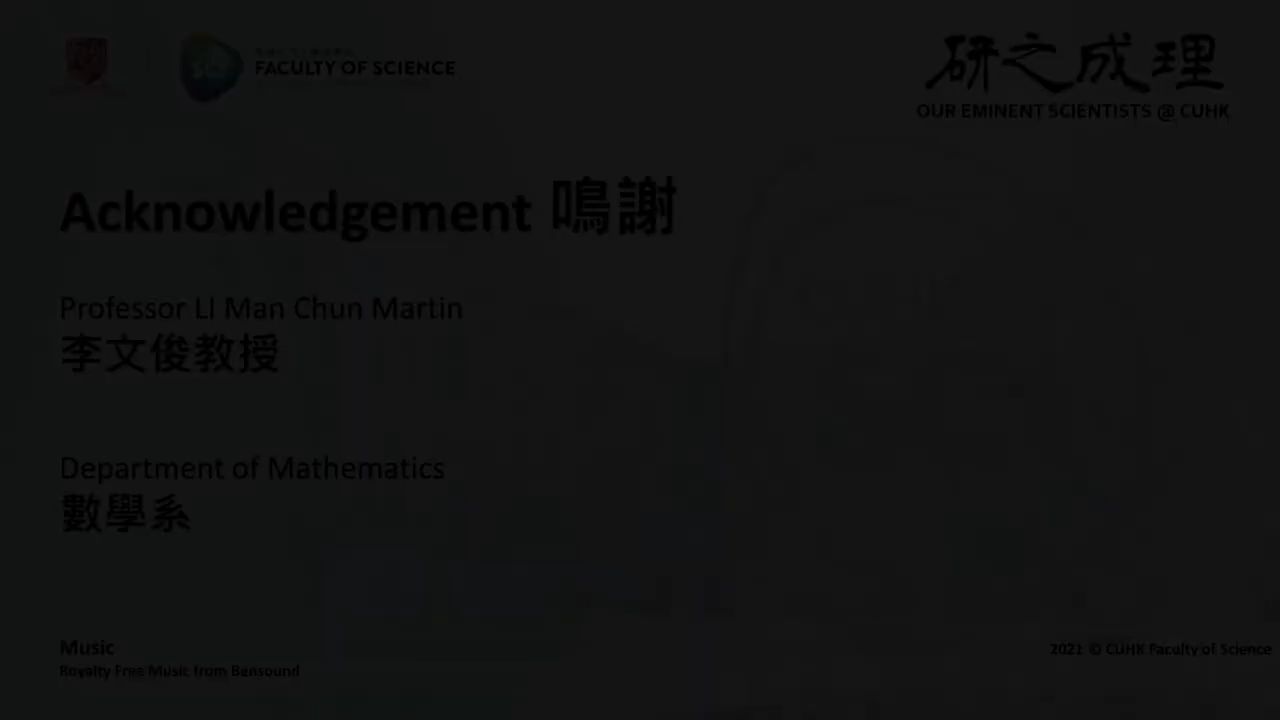 FACULTY OF SCIENCE
研之成理
OUR EMINENT SCIENTISTS @ CUHK
Acknowledgement 鳴謝
Professor LI Man Chun Martin
李文俊教授
Department of Mathematics
數學系
Music
Royalty Free Music from Bensound
2021 © CUHK Faculty of Science